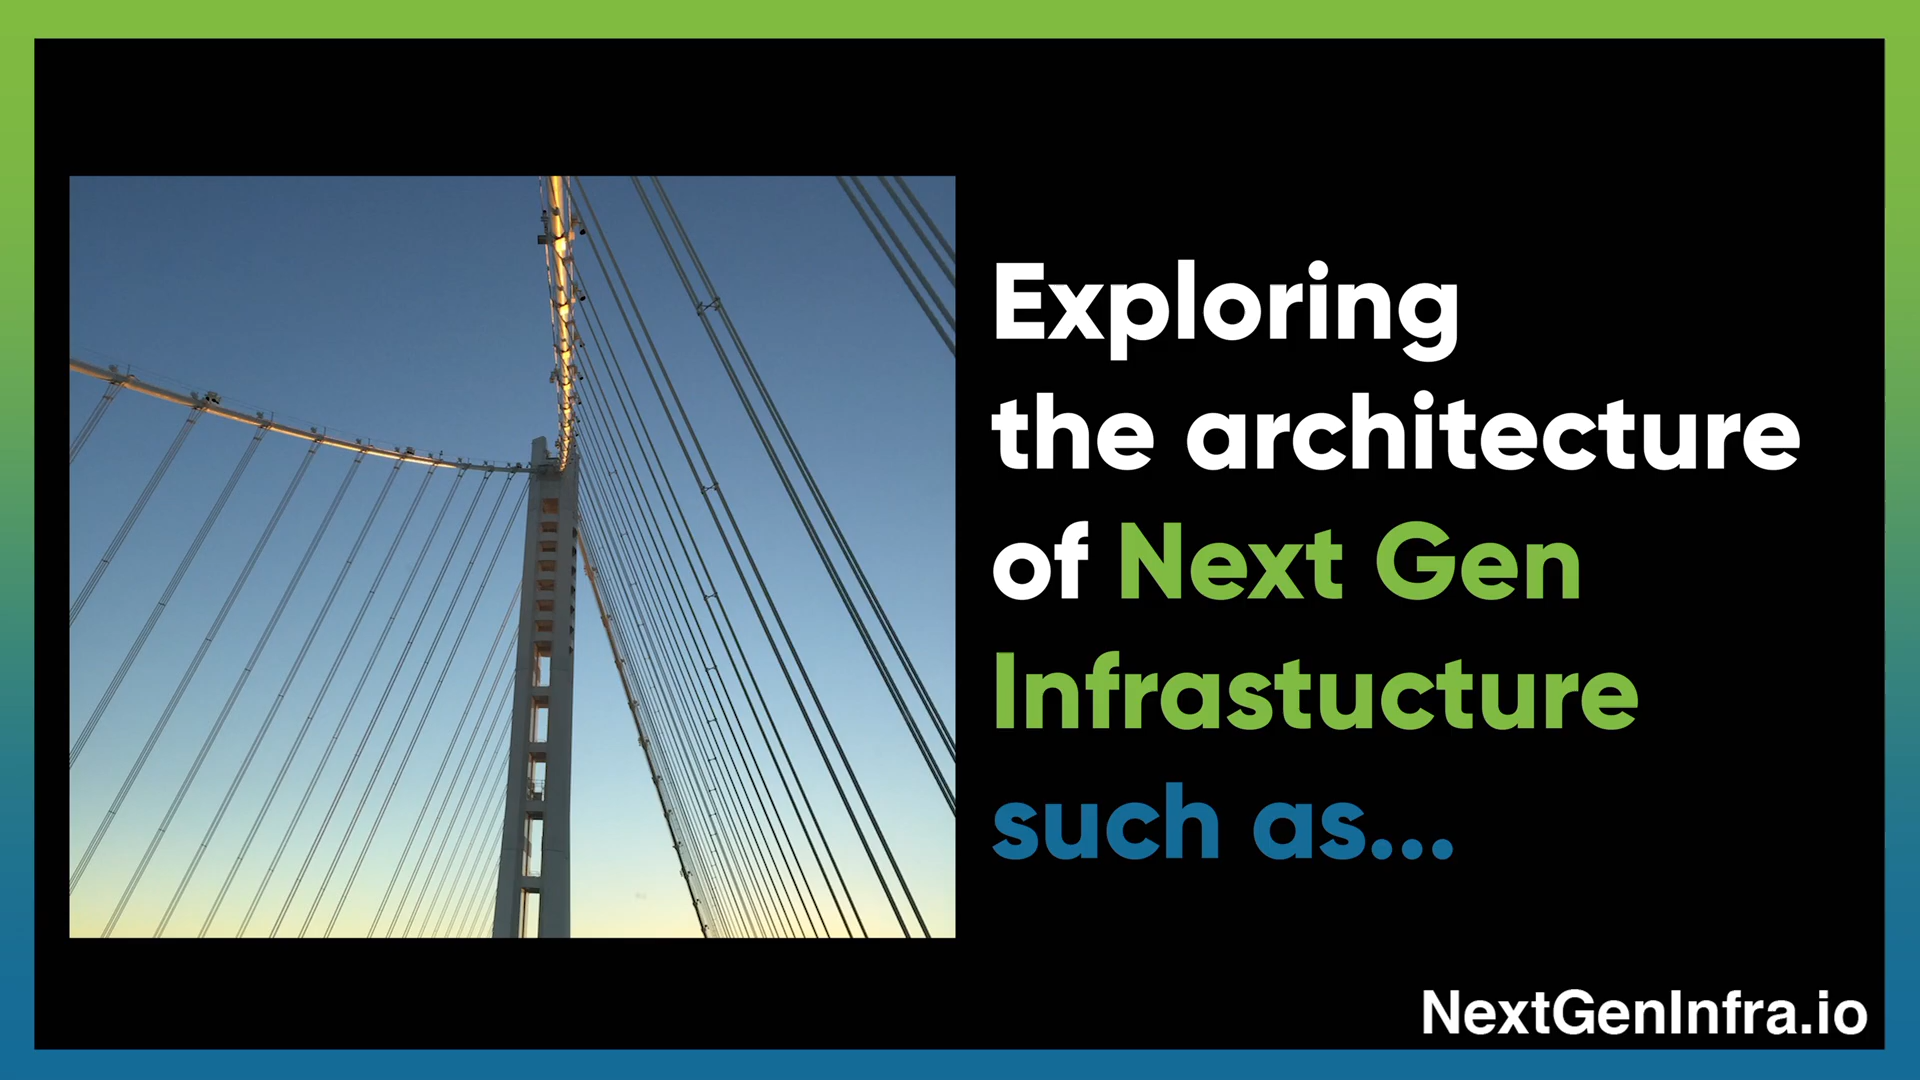 Exploring
the architecture
of Next Gen
Infrastucture
such as...
NextGenInfra.io